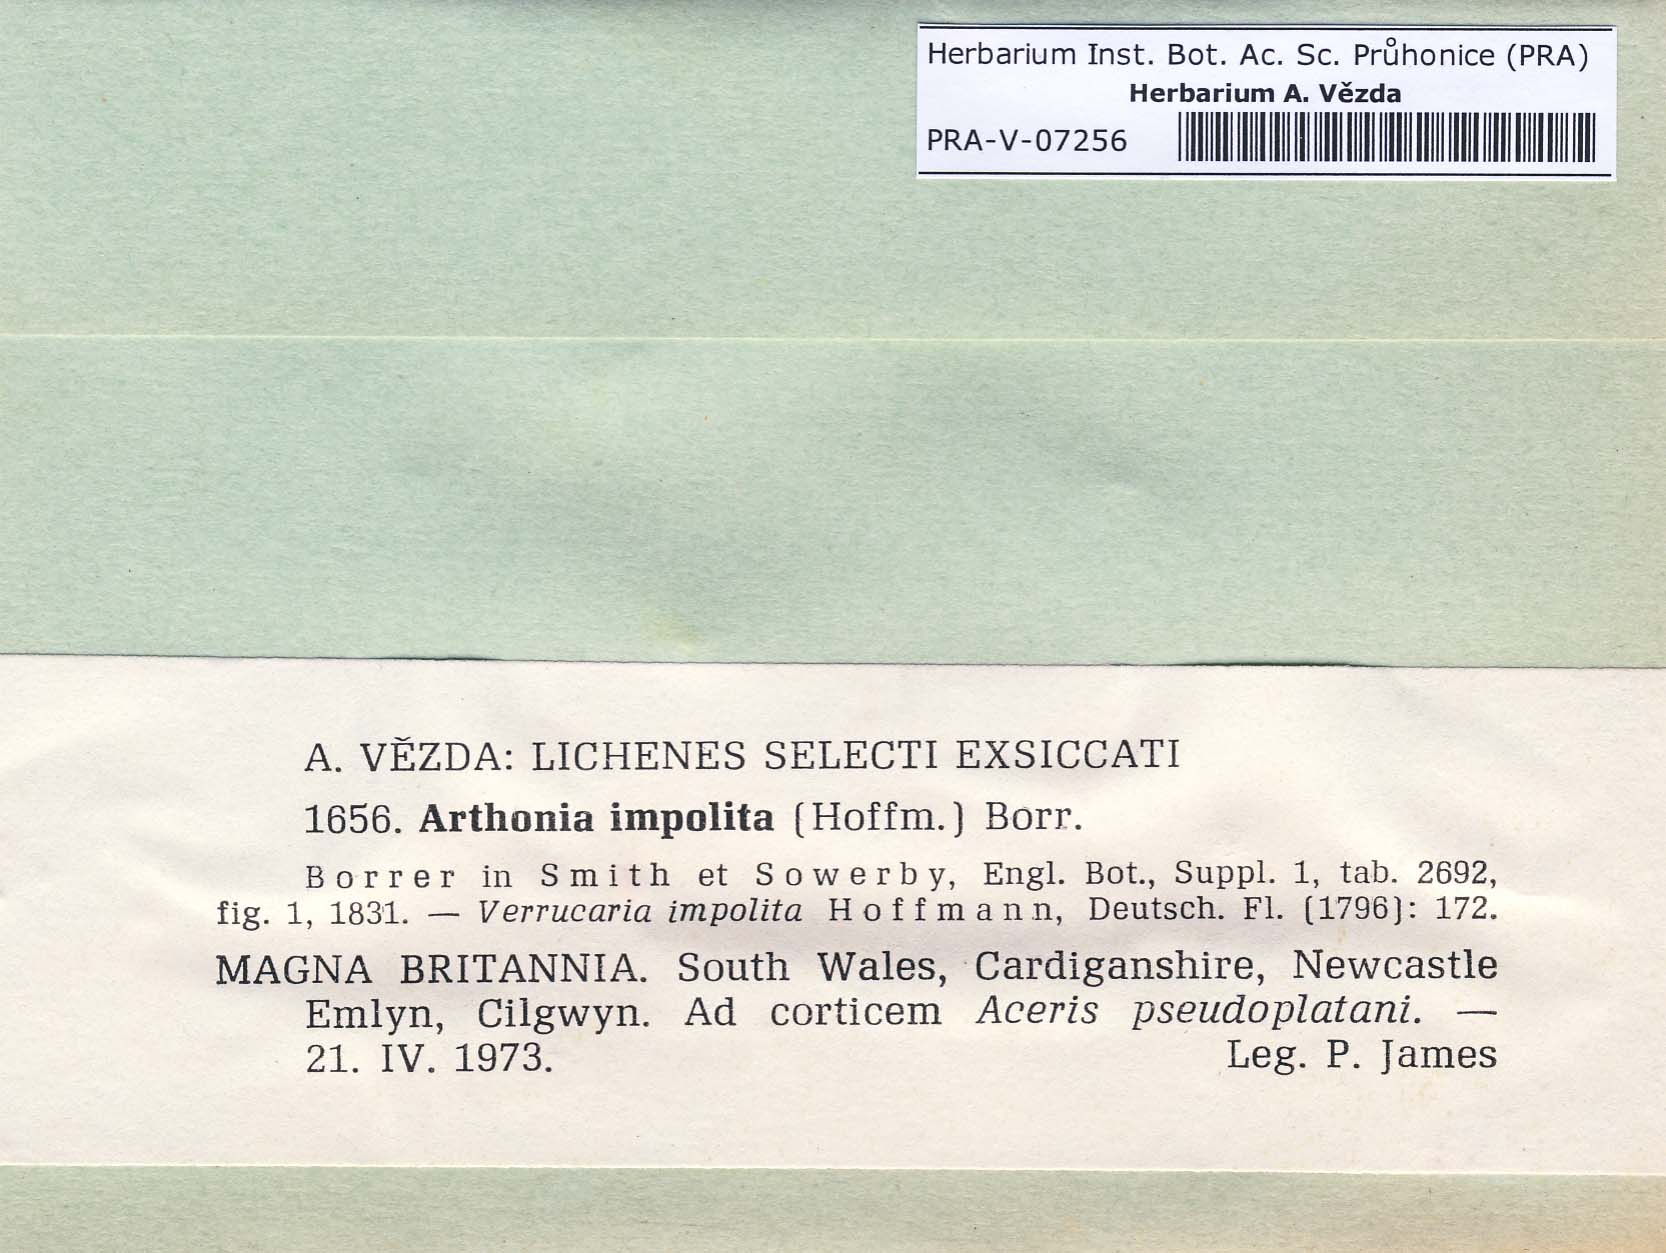 Herbarium Inst. Bot. Ac. Sc. Průhonice (PRA)
Herbarium A. Vězda
PRA-V-07256
A. VĚZDA: LICHENES SELECTI EXSICCATI
1656. Arthonia impolita (Hoffm.) Borr.
Borrer in Smith et Sowerby, Engl. Bot., Suppl. 1, tab. 2692,
fig. 1, 1831. — Verrucaria impolita Hoffmann, Deutsch. Fl. (1796): 172.
MAGNA BRITANNIA. South Wales, Cardiganshire, Newcastle
Emlyn, Cilgwyn. Ad corticem Aceris pseudoplatani. —
21. IV. 1973. Leg. P. James